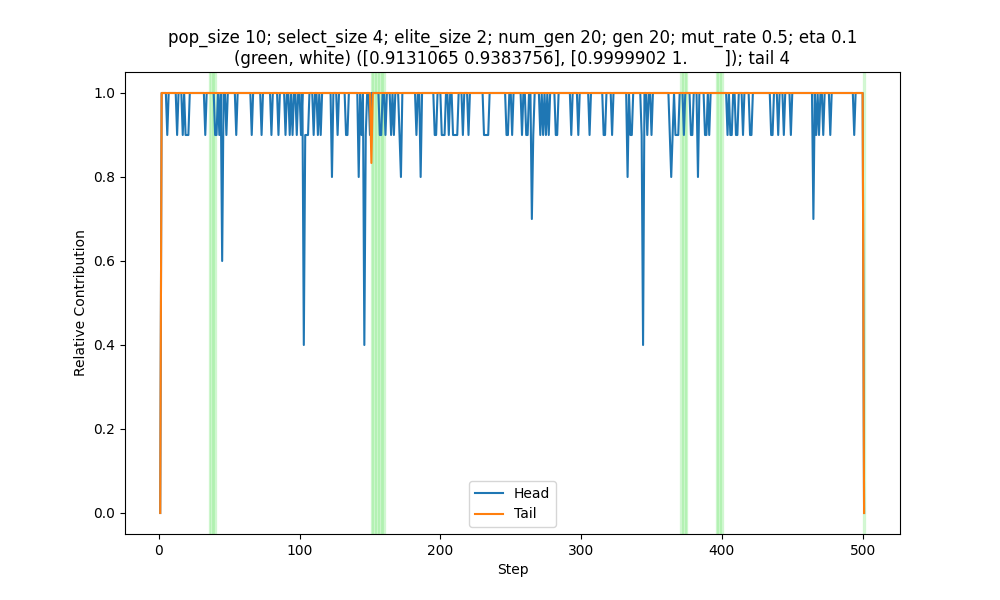 pop_size 10; select_size 4; elite_size 2; num_gen 20; gen 20; mut_rate 0.5; eta 0.1
(green, white) ([0.9131065 0.9383756], [0.9999902 1.       ]); tail 4
Relative Contribution
1.0
0.8
0.6
0.4
0.2
0.0
Head
Tail
0
100
200
300
400
500
Step